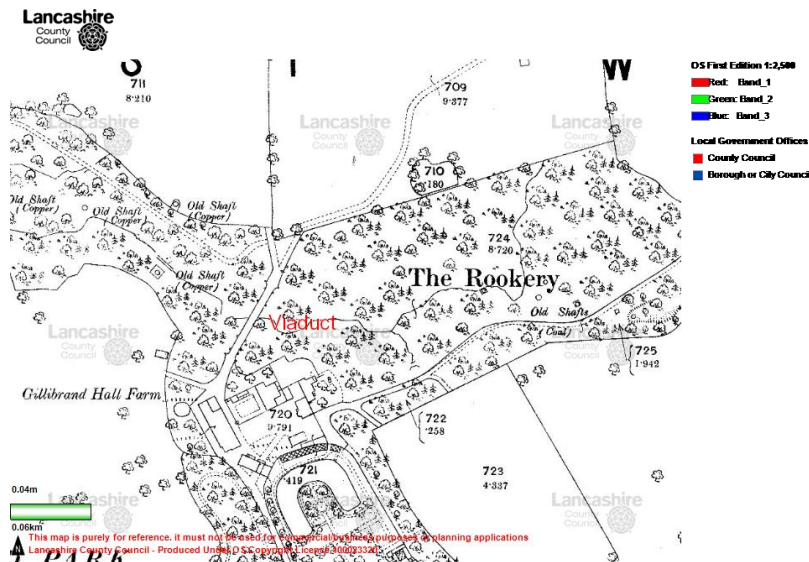 Lancashire
County
Council
S T W
OS First Edition 1:2,500
Red: Band_1
Green: Band_2
Blue: Band_3
Local Government Offices
County Council
Borough or City Counci
711
8·210
709
9·377
710
·180
724
8·720
Old Shaft
(Copper)
Old Shaft
(Copper)
Old Shaft
(Copper)
Old Shaft
(Copper)
The Rookery
Old Shafts
(Coal)
Viaduct
725
1·942
Gillibrand Hall Farm
720
9·791
722
·258
721
·419
723
4·337
0.04m
0.06km
This map is purely for reference. it must not be used for commercial/business purposes or planning applications
Lancashire County Council - Produced Under OS Copyright License 100023320
N
PARK
Lancashire
County
Council